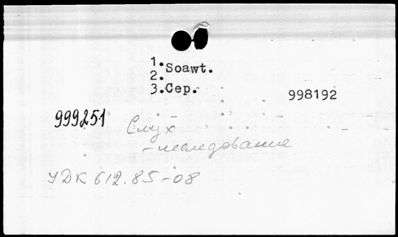 1.
Soawt.
2.
3.Сер.
998192
999251
Слух
-исследование
УДК 612.85-08